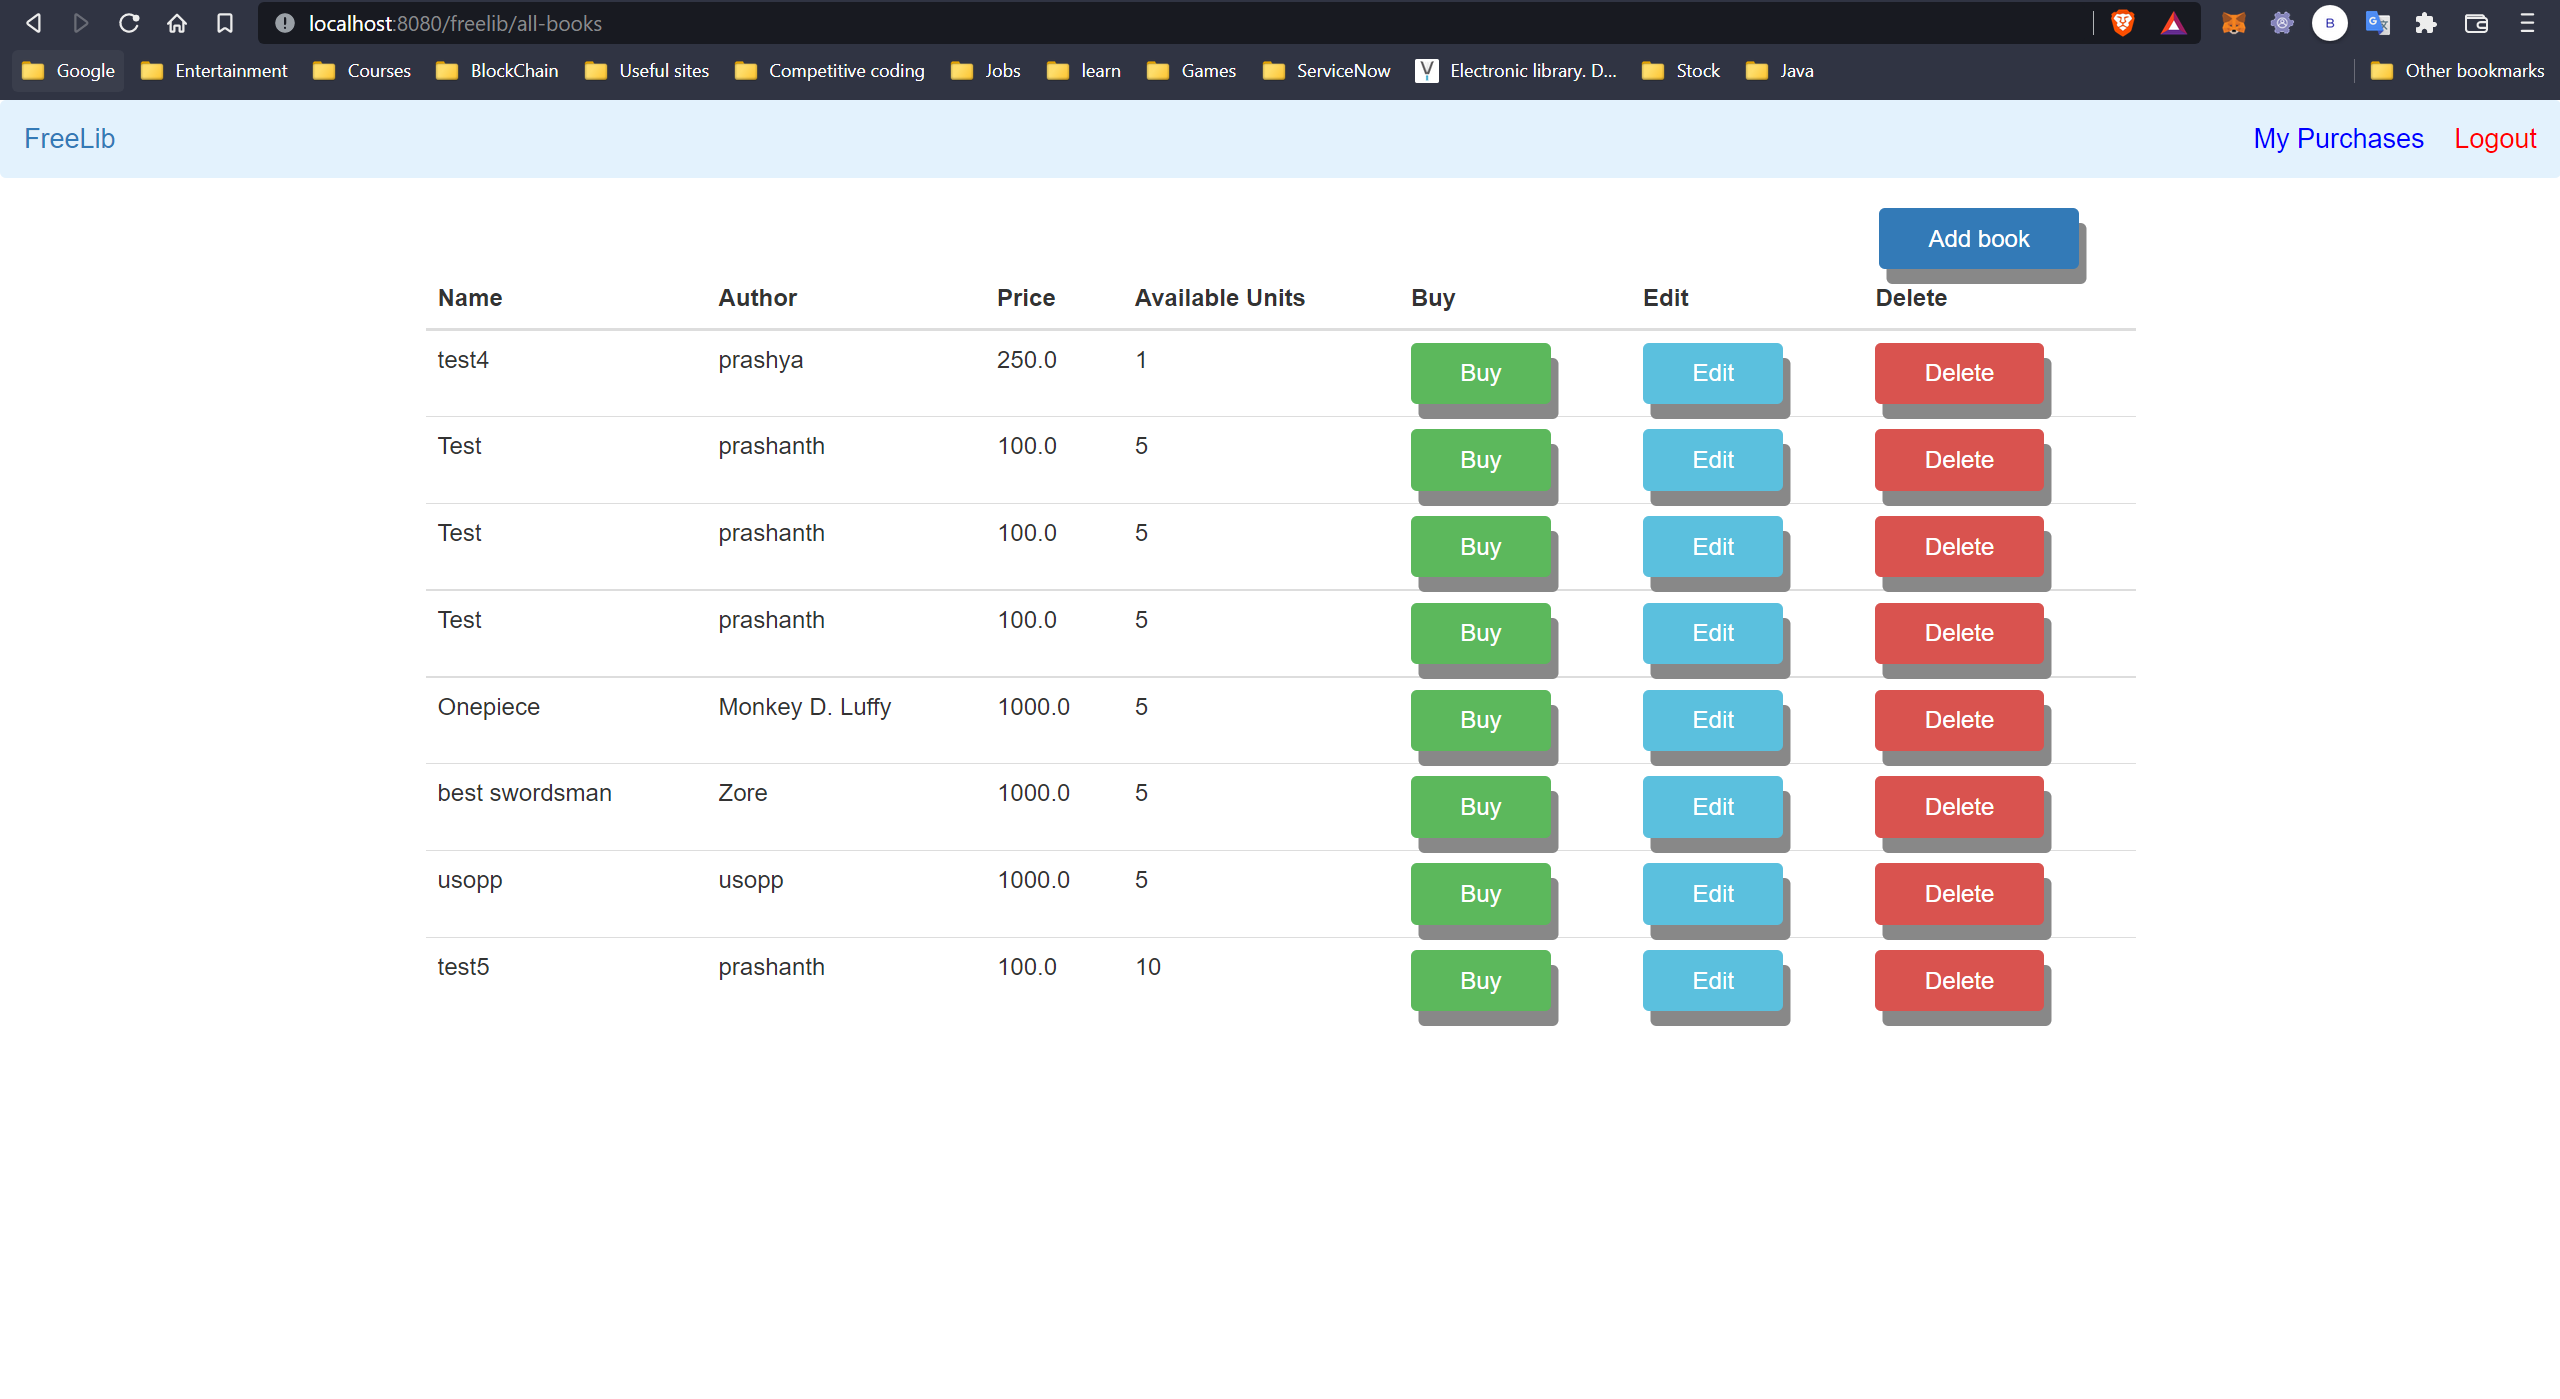 localhost:8080/freelib/all-books
B
Google Entertainment Courses BlockChain Useful sites Competitive coding Jobs learn Games ServiceNow Electronic library. D... Stock Java Other bookmarks
FreeLib My Purchases Logout
Add book
Name Author Price Available Units Buy Edit Delete
test4 prashya 250.0 1 Buy Edit Delete
Test prashanth 100.0 5 Buy Edit Delete
Test prashanth 100.0 5 Buy Edit Delete
Test prashanth 100.0 5 Buy Edit Delete
Onepiece Monkey D. Luffy 1000.0 5 Buy Edit Delete
best swordsman Zore 1000.0 5 Buy Edit Delete
usopp usopp 1000.0 5 Buy Edit Delete
test5 prashanth 100.0 10 Buy Edit Delete